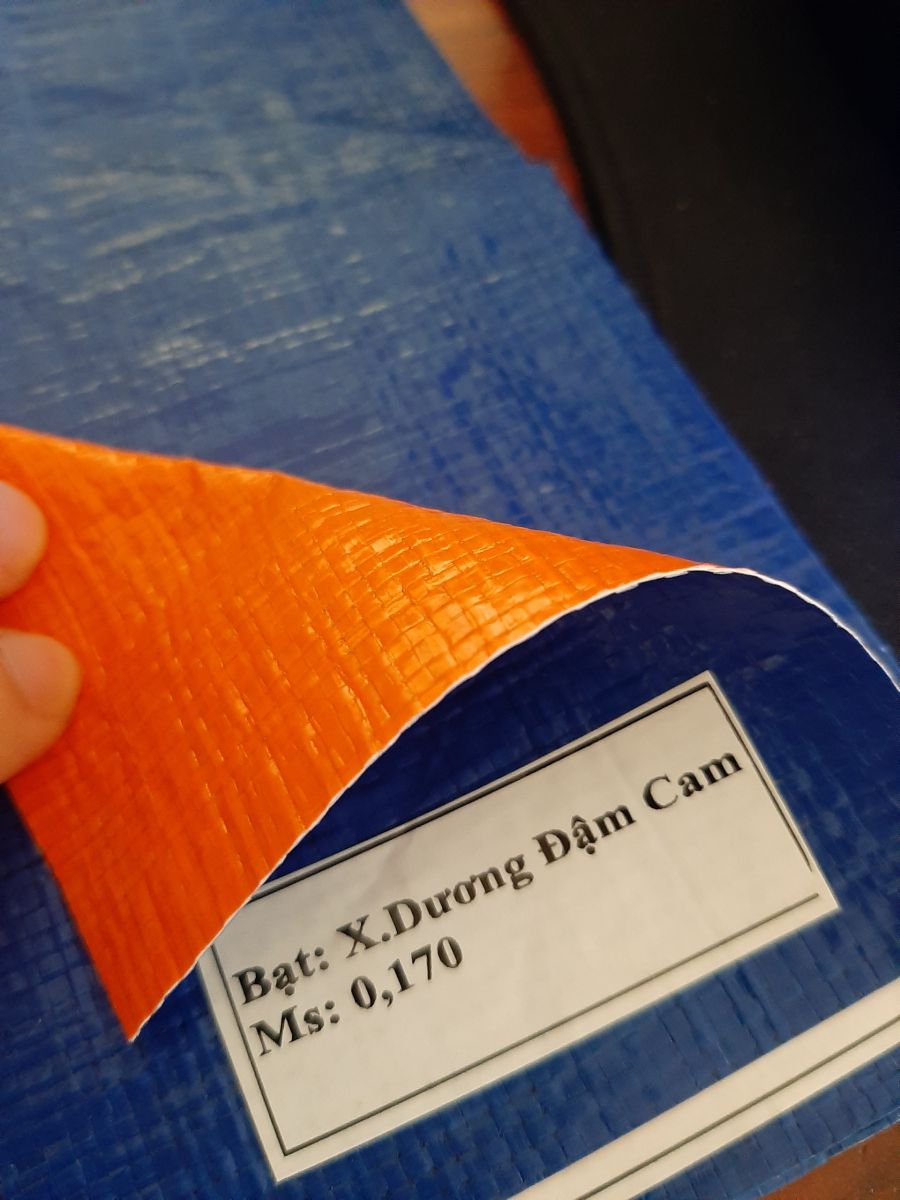 Bạt: X.Dương Đậm Cam
Ms: 0,170